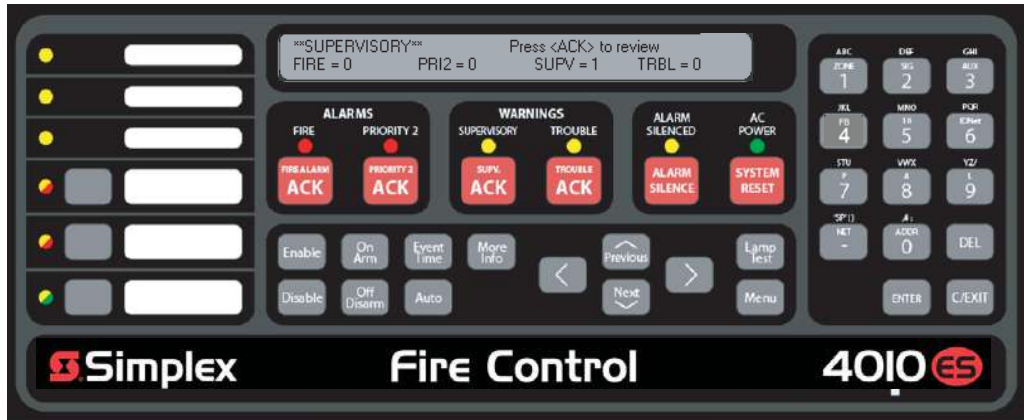 **SUPERVISORY** Press <ACK> to review
FIRE = 0 PRI2 = 0 SUPV = 1 TRBL = 0
ALARMS
FIRE PRIORITY 2
FIRE ALARM ACK
PRIORITY 2 ACK
WARNINGS
SUPERVISORY TROUBLE
SUPV. ACK
TROUBLE ACK
ALARM SILENCED
AC POWER
ALARM SILENCE
SYSTEM RESET
Enable
On Arm
Event Time
More Info
Previous
Lamp Test
<
>
Disable
Off Disarm
Auto
Next
Menu
ABC DEF GHI
ZONE 1
SIG 2
AUX 3
JKL MNO PQR
FB 4
IO 5
IDNet 6
STU VWX YZ/
P 7
A 8
L 9
'SP'()
NET -
ADDR 0
DEL
ENTER
C/EXIT
Simplex Fire Control 4010 ES